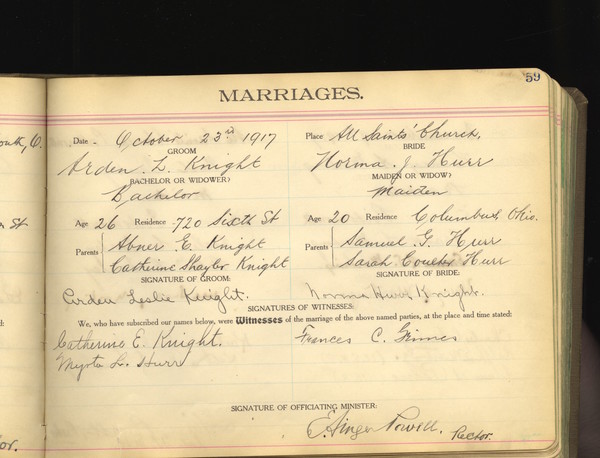 59
MARRIAGES.
outh, O.
Date - October 23rd 1917 Place All Saints' Church,
GROOM BRIDE
Arden L. Knight Norma J. Hurr
BACHELOR OR WIDOWER? MAIDEN OR WIDOW?
Bachelor Maiden
St Age 26 Residence 720 Sixth St Age 20 Residence Columbus, Ohio.
Parents Abner E. Knight Parents Samuel G. Hurr
Catherine Shaylor Knight Sarah Coulter Hurr
SIGNATURE OF GROOM: SIGNATURE OF BRIDE:
Arden Leslie Knight. Norma Hurr Knight.
SIGNATURES OF WITNESSES:
d: We, who have subscribed our names below, were Witnesses of the marriage of the above named parties, at the place and time stated:
Catherine E. Knight. Frances C.
Myrta L. Hurr
SIGNATURE OF OFFICIATING MINISTER:
E. Ainger Powell. Rector.
or.